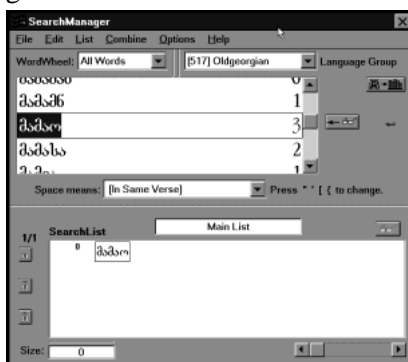 SearchManager
File Edit List Combine Options Help
WordWheel: All Words [517] Oldgeorgian Language Group
მამამან 1
მამაო 3
მამასა 2
Space means: [In Same Verse] Press " ' [ { to change.
1/1 SearchList Main List
0 მამაო
Size: 0